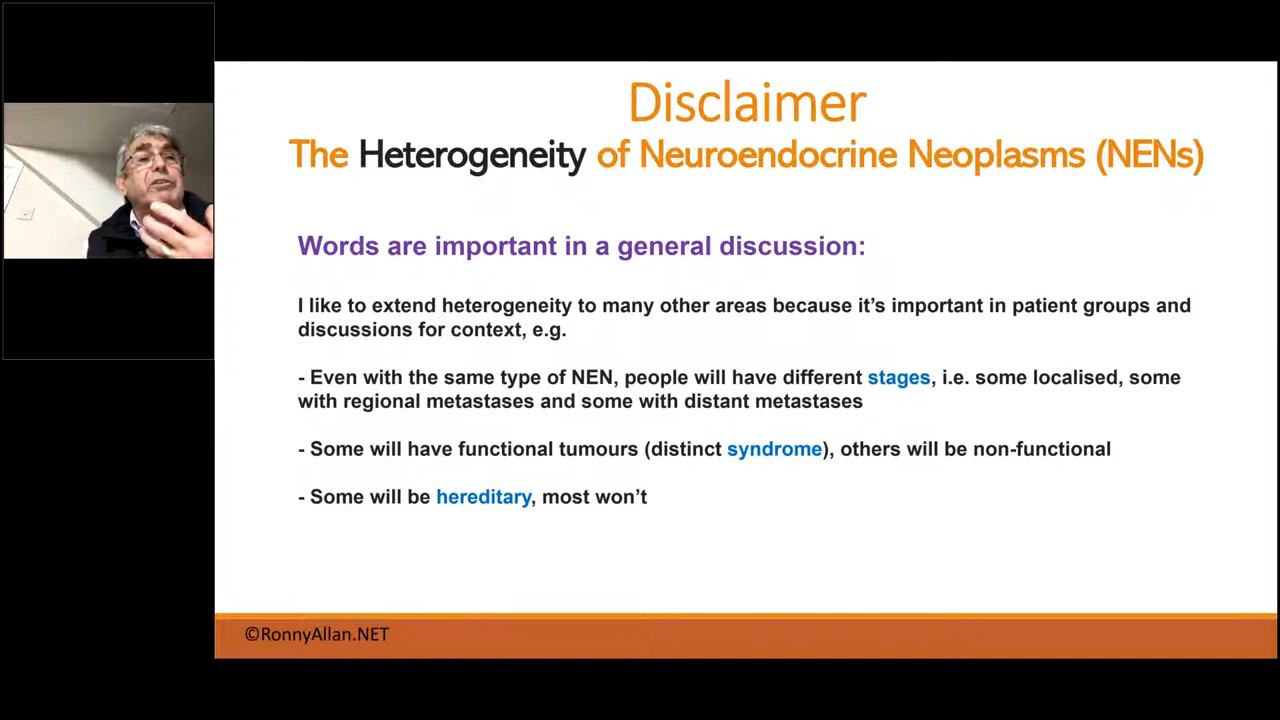 Disclaimer
The Heterogeneity of Neuroendocrine Neoplasms (NENs)
Words are important in a general discussion:
I like to extend heterogeneity to many other areas because it’s important in patient groups and
discussions for context, e.g.
- Even with the same type of NEN, people will have different stages, i.e. some localised, some
with regional metastases and some with distant metastases
- Some will have functional tumours (distinct syndrome), others will be non-functional
- Some will be hereditary, most won’t
©RonnyAllan.NET